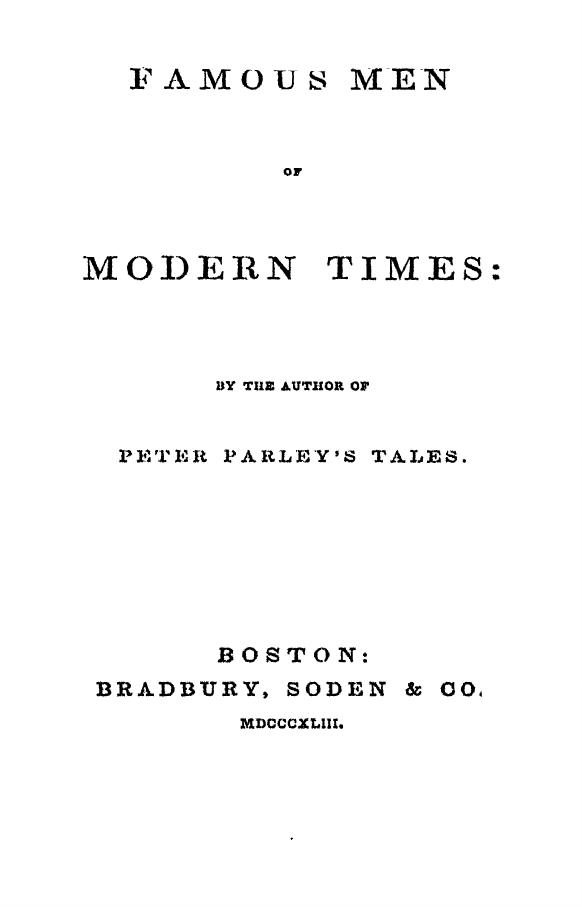 FAMOUS MEN
OF
MODERN TIMES:
BY THE AUTHOR OF
PETER PARLEY'S TALES.
BOSTON:
BRADBURY, SODEN & CO.
MDCCCXLIII.